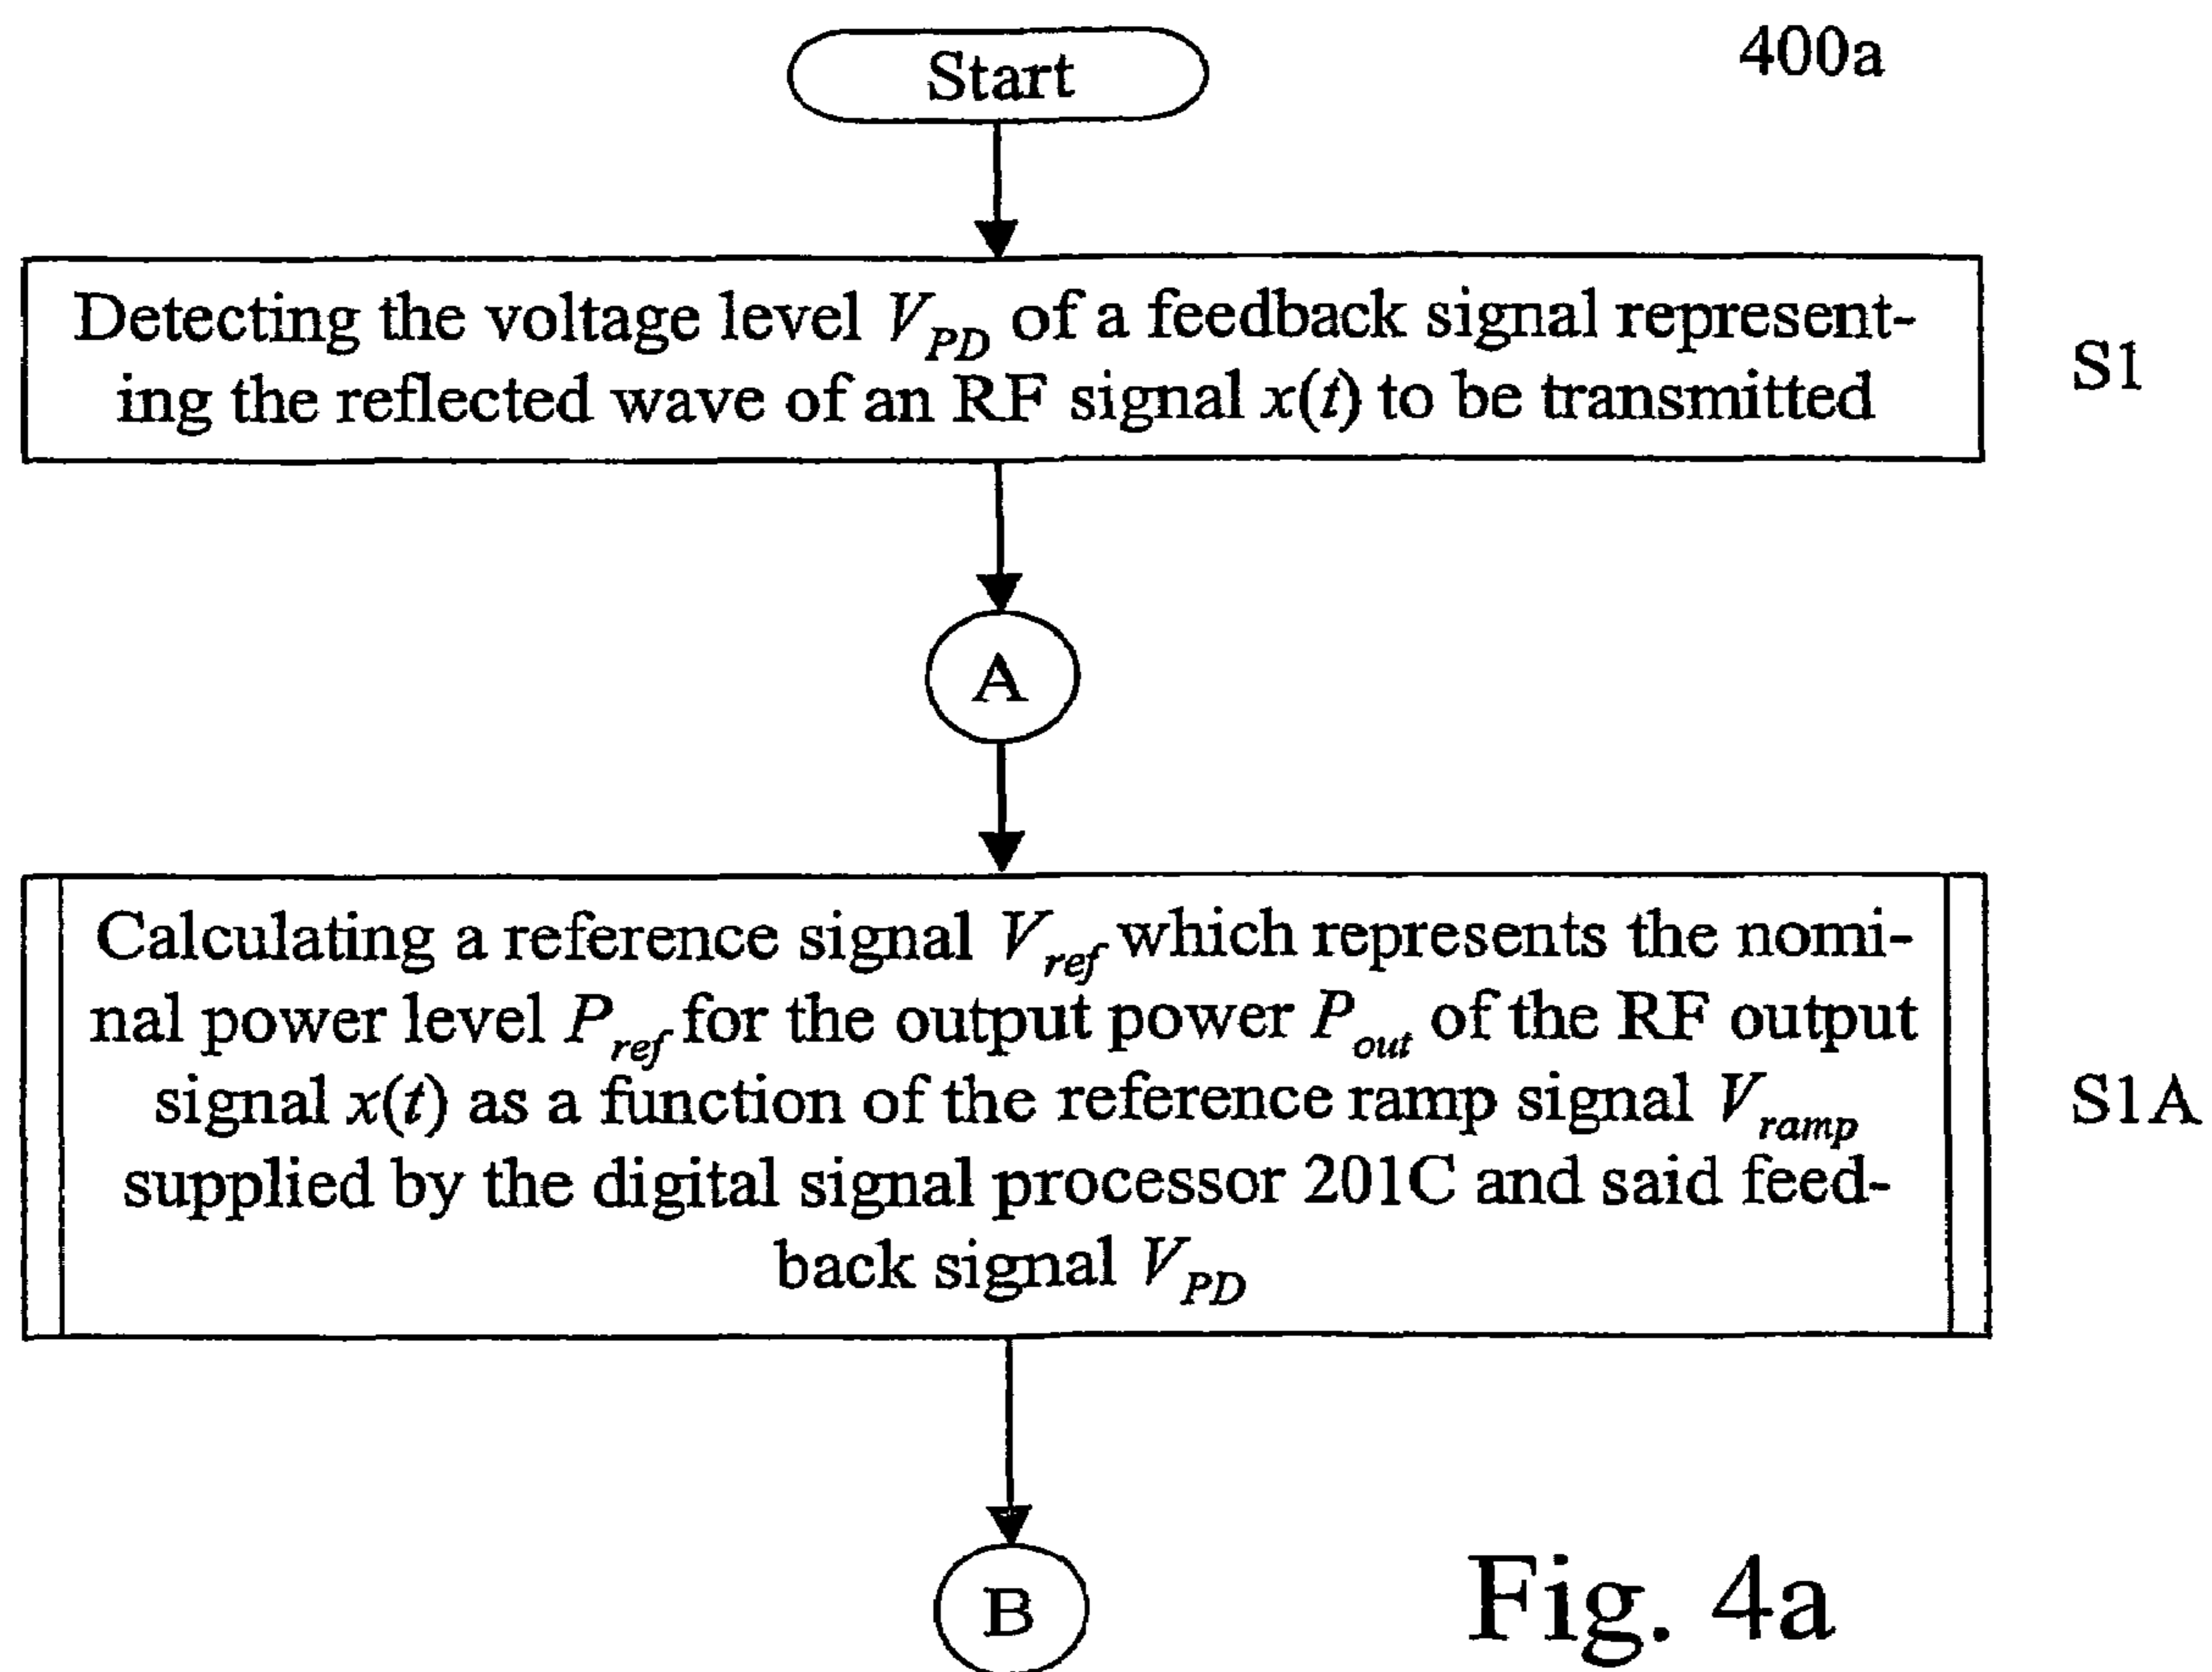 Start
400a
Detecting the voltage level V_PD of a feedback signal represent-
ing the reflected wave of an RF signal x(t) to be transmitted
S1
A
Calculating a reference signal V_ref which represents the nomi-
nal power level P_ref for the output power P_out of the RF output
signal x(t) as a function of the reference ramp signal V_ramp
supplied by the digital signal processor 201C and said feed-
back signal V_PD
S1A
B
Fig. 4a